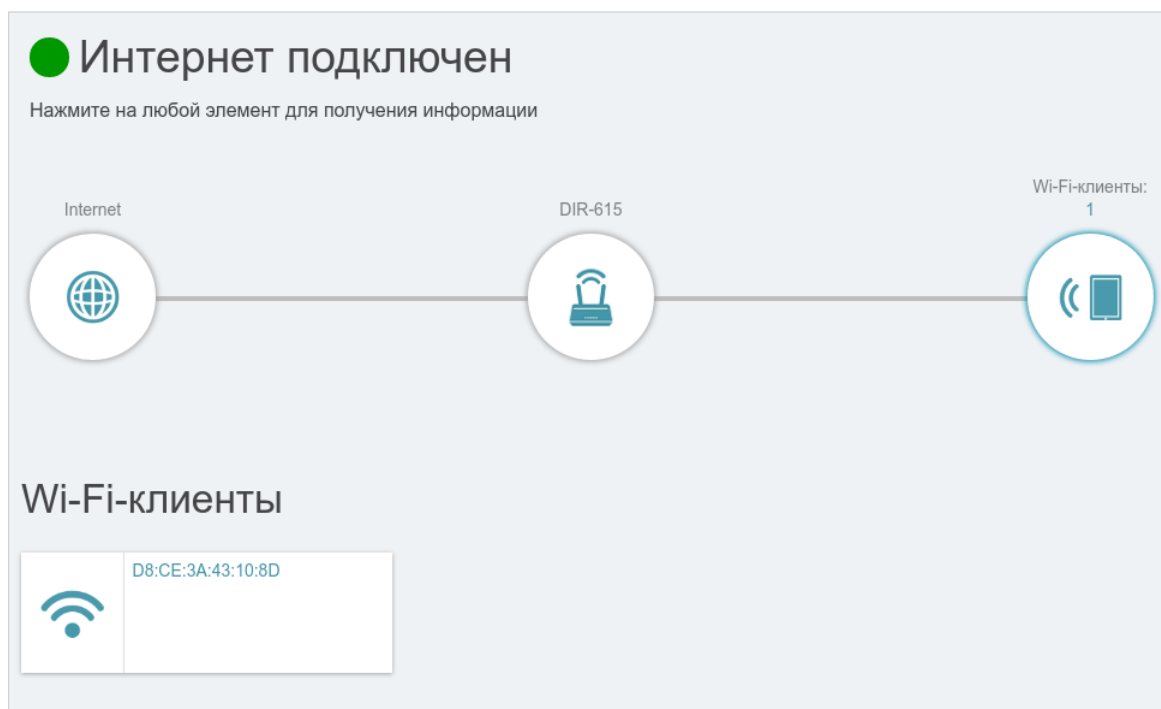 Интернет подключен
Нажмите на любой элемент для получения информации
Internet
DIR-615
Wi-Fi-клиенты:
1
Wi-Fi-клиенты
D8:CE:3A:43:10:8D